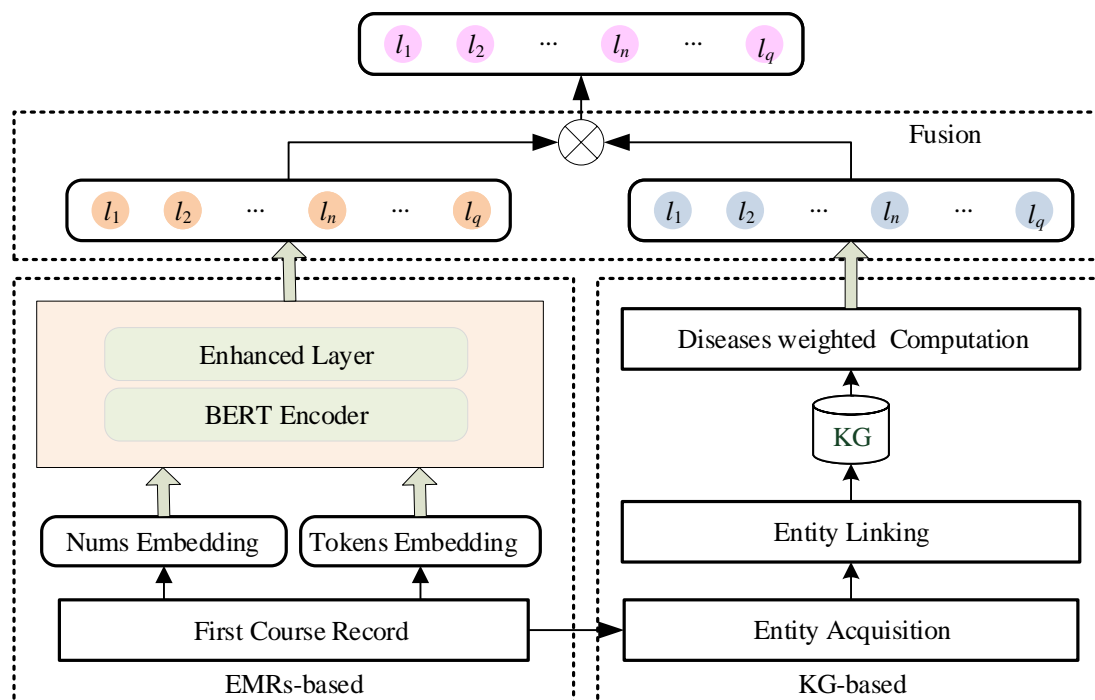 l1 l2 ... ln ... lq
Fusion
l1 l2 ... ln ... lq
l1 l2 ... ln ... lq
Enhanced Layer
BERT Encoder
Nums Embedding
Tokens Embedding
First Course Record
EMRs-based
Diseases weighted Computation
KG
Entity Linking
Entity Acquisition
KG-based